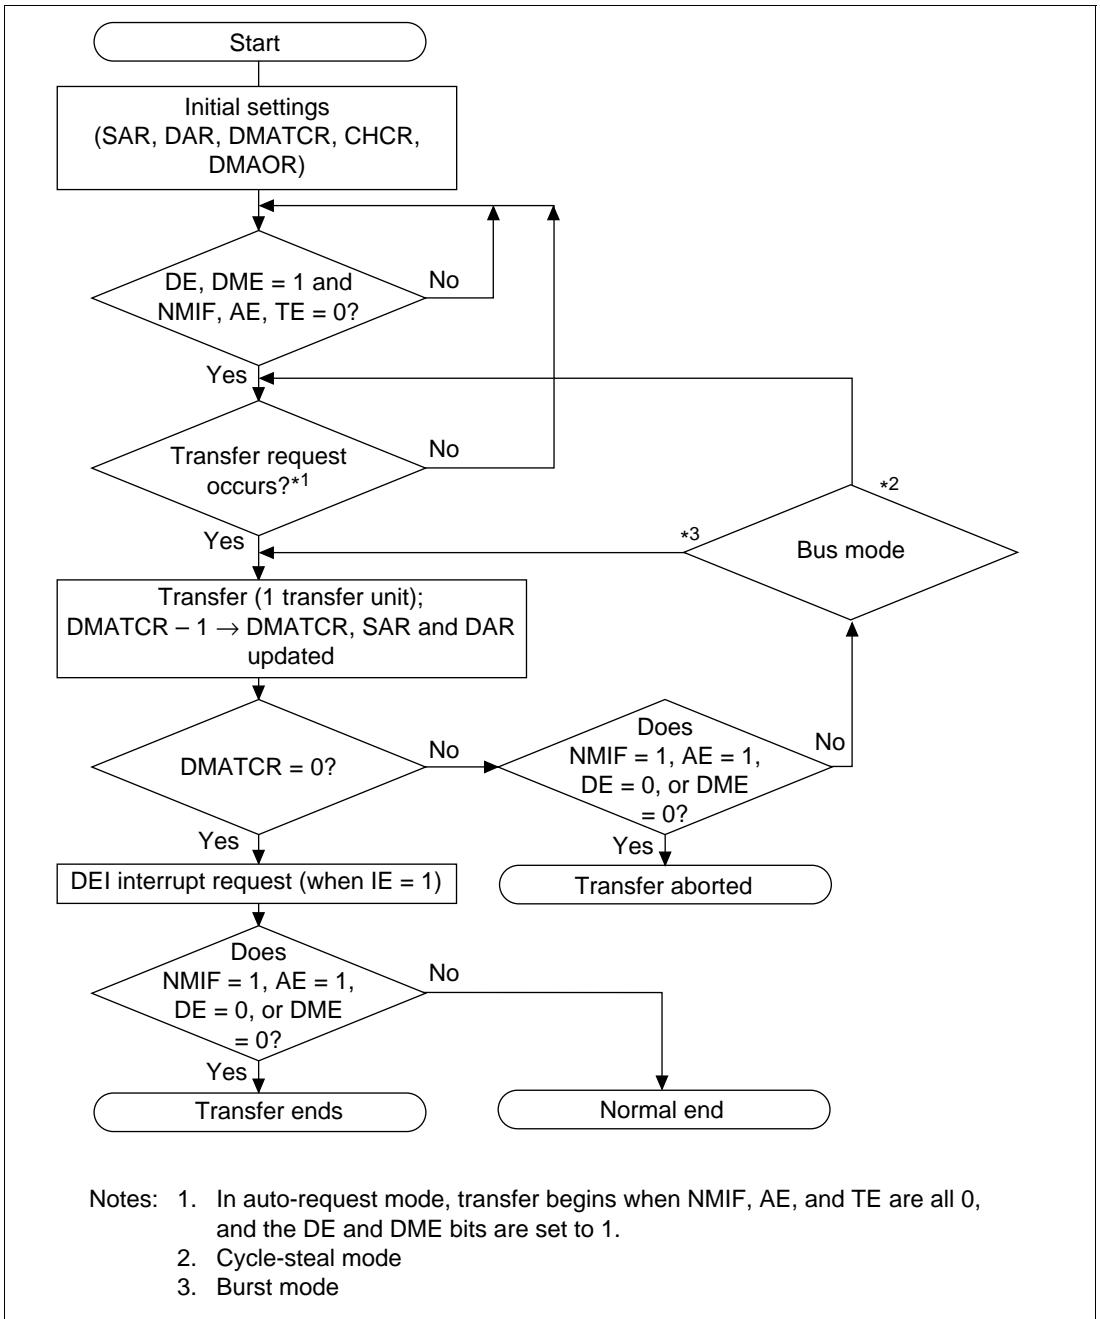 Start
Initial settings
(SAR, DAR, DMATCR, CHCR,
DMAOR)
DE, DME = 1 and
NMIF, AE, TE = 0?
No
Yes
Transfer request
occurs?*1
No
Yes
*2
*3
Bus mode
Transfer (1 transfer unit);
DMATCR – 1 → DMATCR, SAR and DAR
updated
DMATCR = 0?
No
Yes
Does
NMIF = 1, AE = 1,
DE = 0, or DME
= 0?
No
Yes
Transfer aborted
DEI interrupt request (when IE = 1)
Does
NMIF = 1, AE = 1,
DE = 0, or DME
= 0?
No
Yes
Transfer ends
Normal end
Notes: 1. In auto-request mode, transfer begins when NMIF, AE, and TE are all 0,
and the DE and DME bits are set to 1.
2. Cycle-steal mode
3. Burst mode